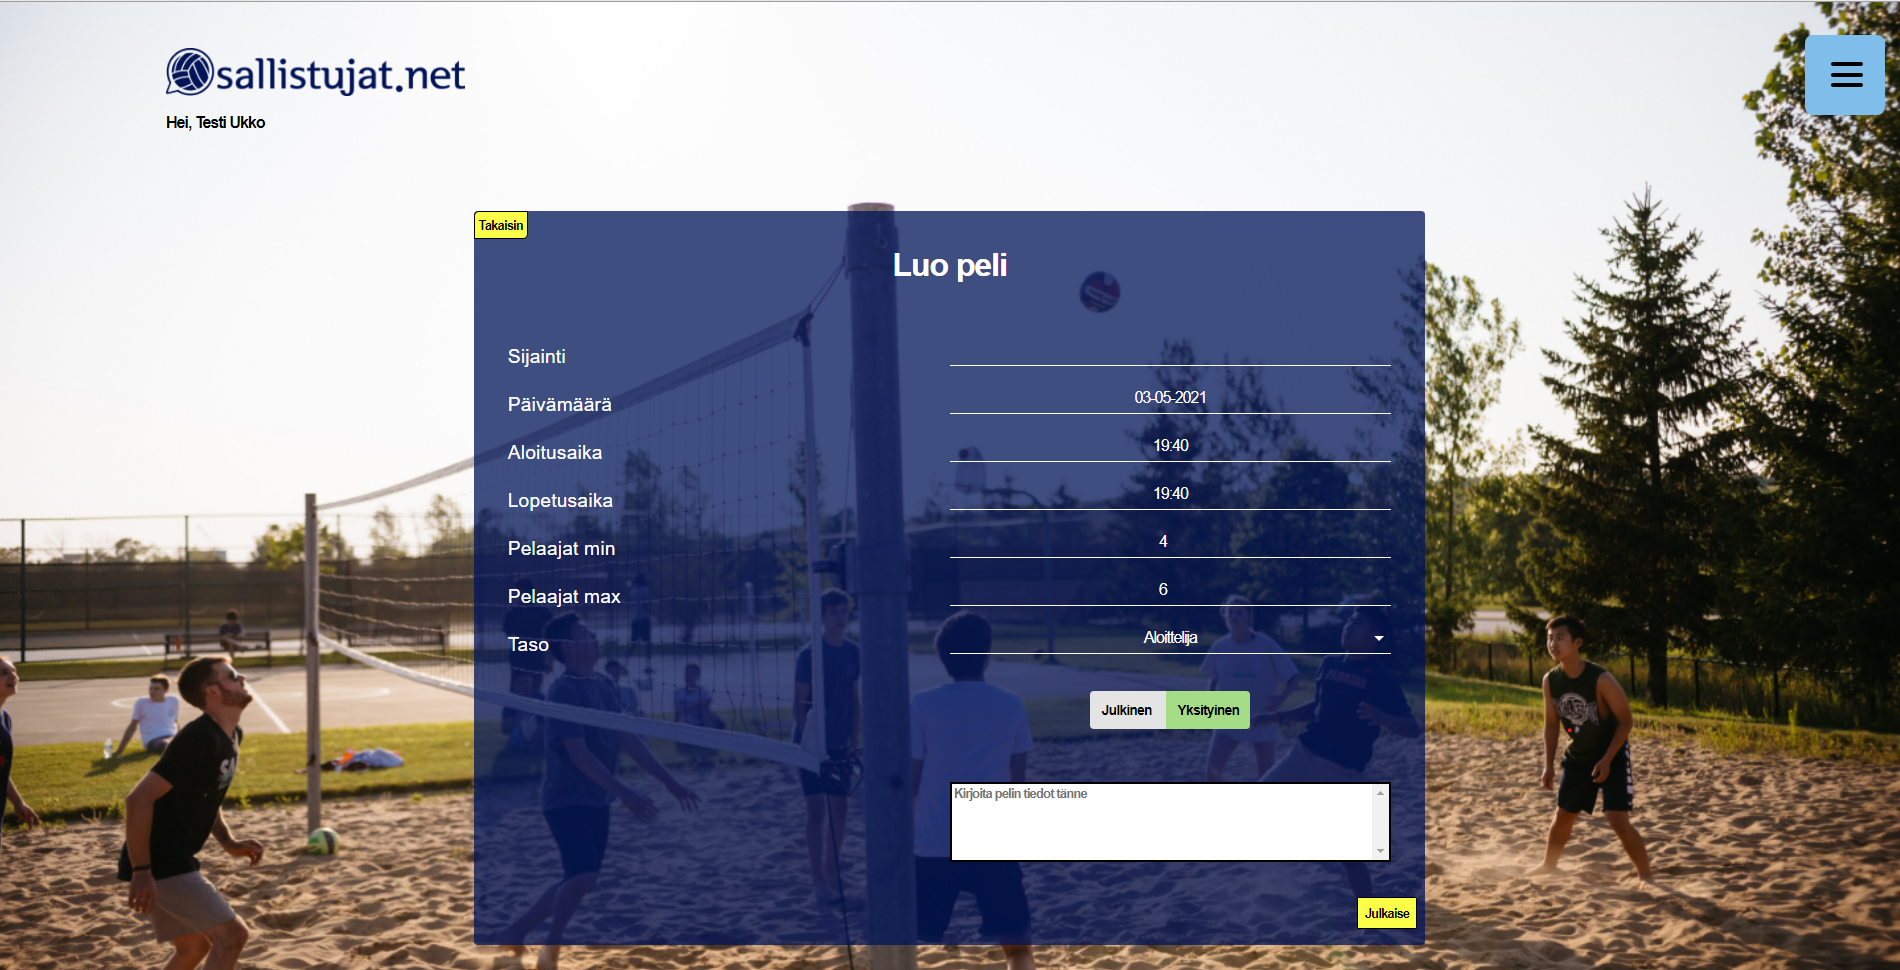 osallistujat.net
Hei, Testi Ukko
Takaisin
Luo peli
Sijainti
Päivämäärä 03-05-2021
Aloitusaika 19:40
Lopetusaika 19:40
Pelaajat min 4
Pelaajat max 6
Taso Aloittelija
Julkinen Yksityinen
Kirjoita pelin tiedot tänne
Julkaise